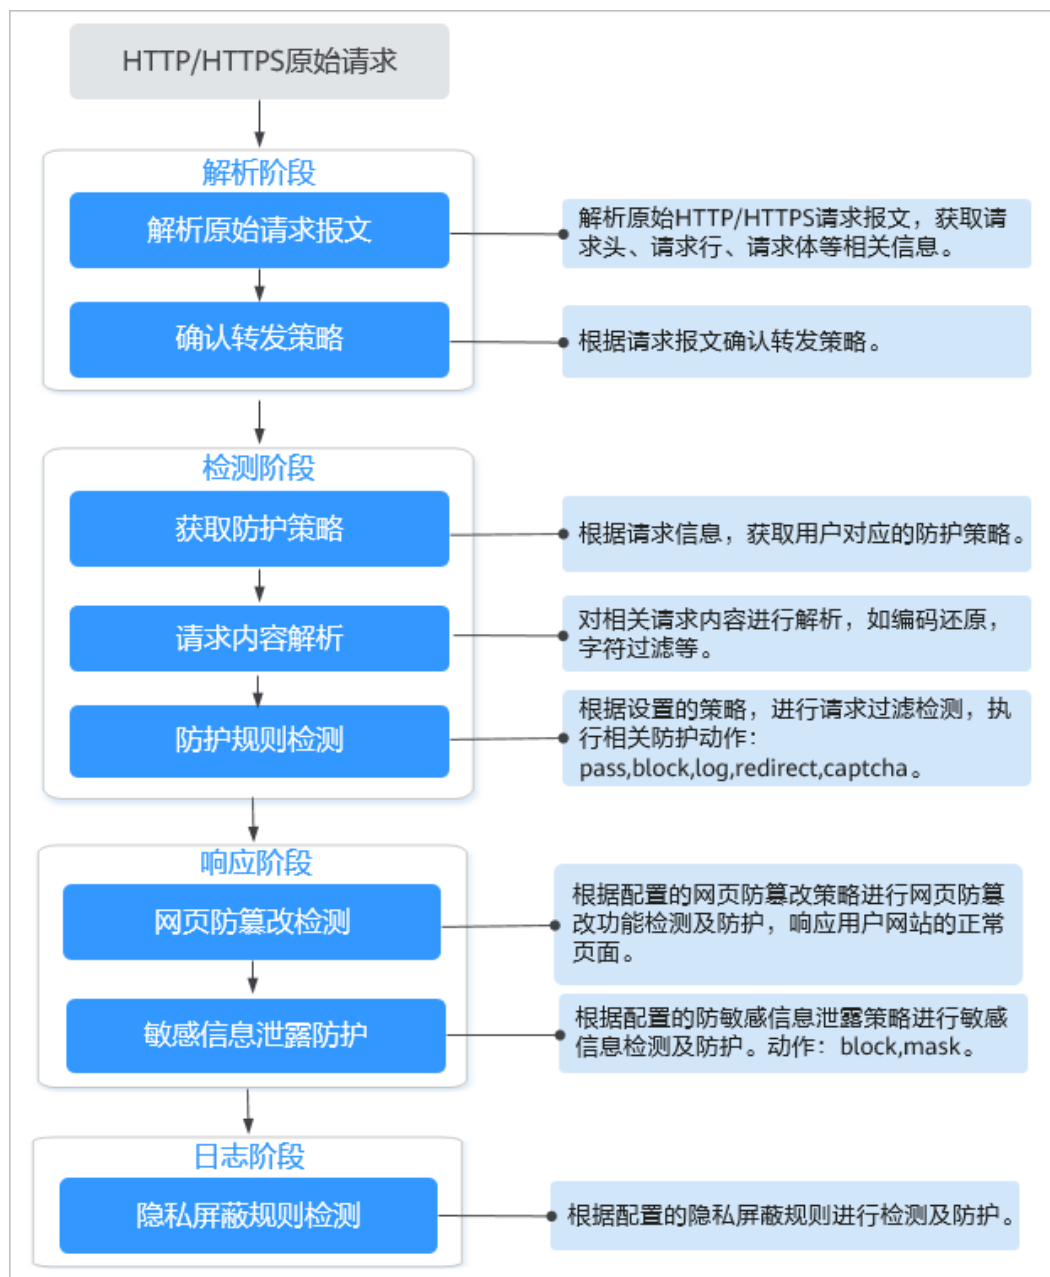 HTTP/HTTPS原始请求
解析阶段
解析原始请求报文
解析原始HTTP/HTTPS请求报文，获取请
求头、请求行、请求体等相关信息。
确认转发策略
根据请求报文确认转发策略。
检测阶段
获取防护策略
根据请求信息，获取用户对应的防护策略。
请求内容解析
对相关请求内容进行解析，如编码还原，
字符过滤等。
防护规则检测
根据设置的策略，进行请求过滤检测，执
行相关防护动作：
pass,block,log,redirect,captcha。
响应阶段
网页防篡改检测
根据配置的网页防篡改策略进行网页防篡
改功能检测及防护，响应用户网站的正常
页面。
敏感信息泄露防护
根据配置的防敏感信息泄露策略进行敏感
信息检测及防护。动作：block,mask。
日志阶段
隐私屏蔽规则检测
根据配置的隐私屏蔽规则进行检测及防护。